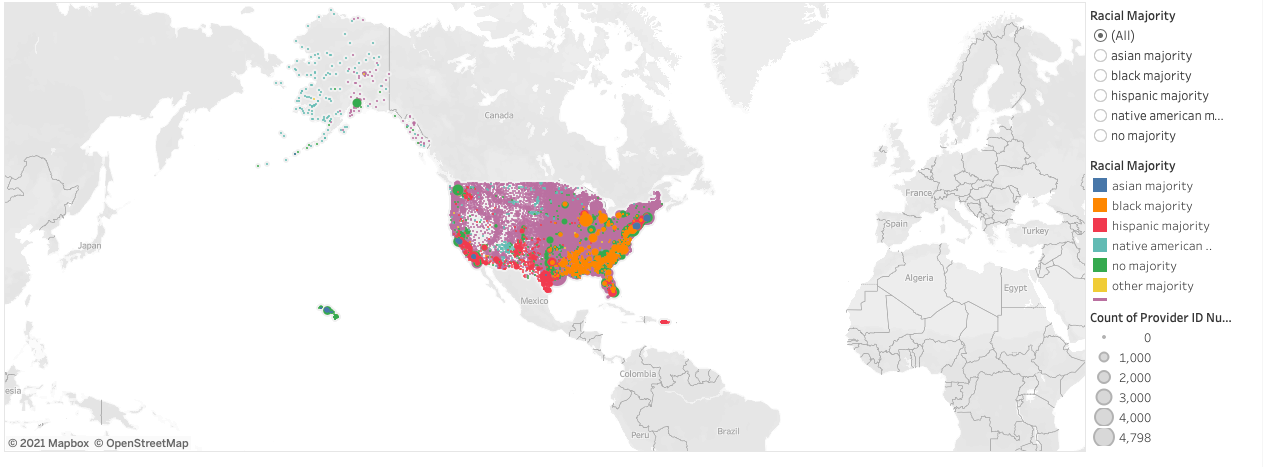 Racial Majority
(All)
asian majority
black majority
hispanic majority
native american m...
no majority
Racial Majority
asian majority
black majority
hispanic majority
native american ..
no majority
other majority
Count of Provider ID Nu...
0
1,000
2,000
3,000
4,000
4,798
Canada
France
Spain
Turkey
Japan
Algeria
Egypt
Mexico
Colombia
esia
Peru
Brazil
© 2021 Mapbox © OpenStreetMap